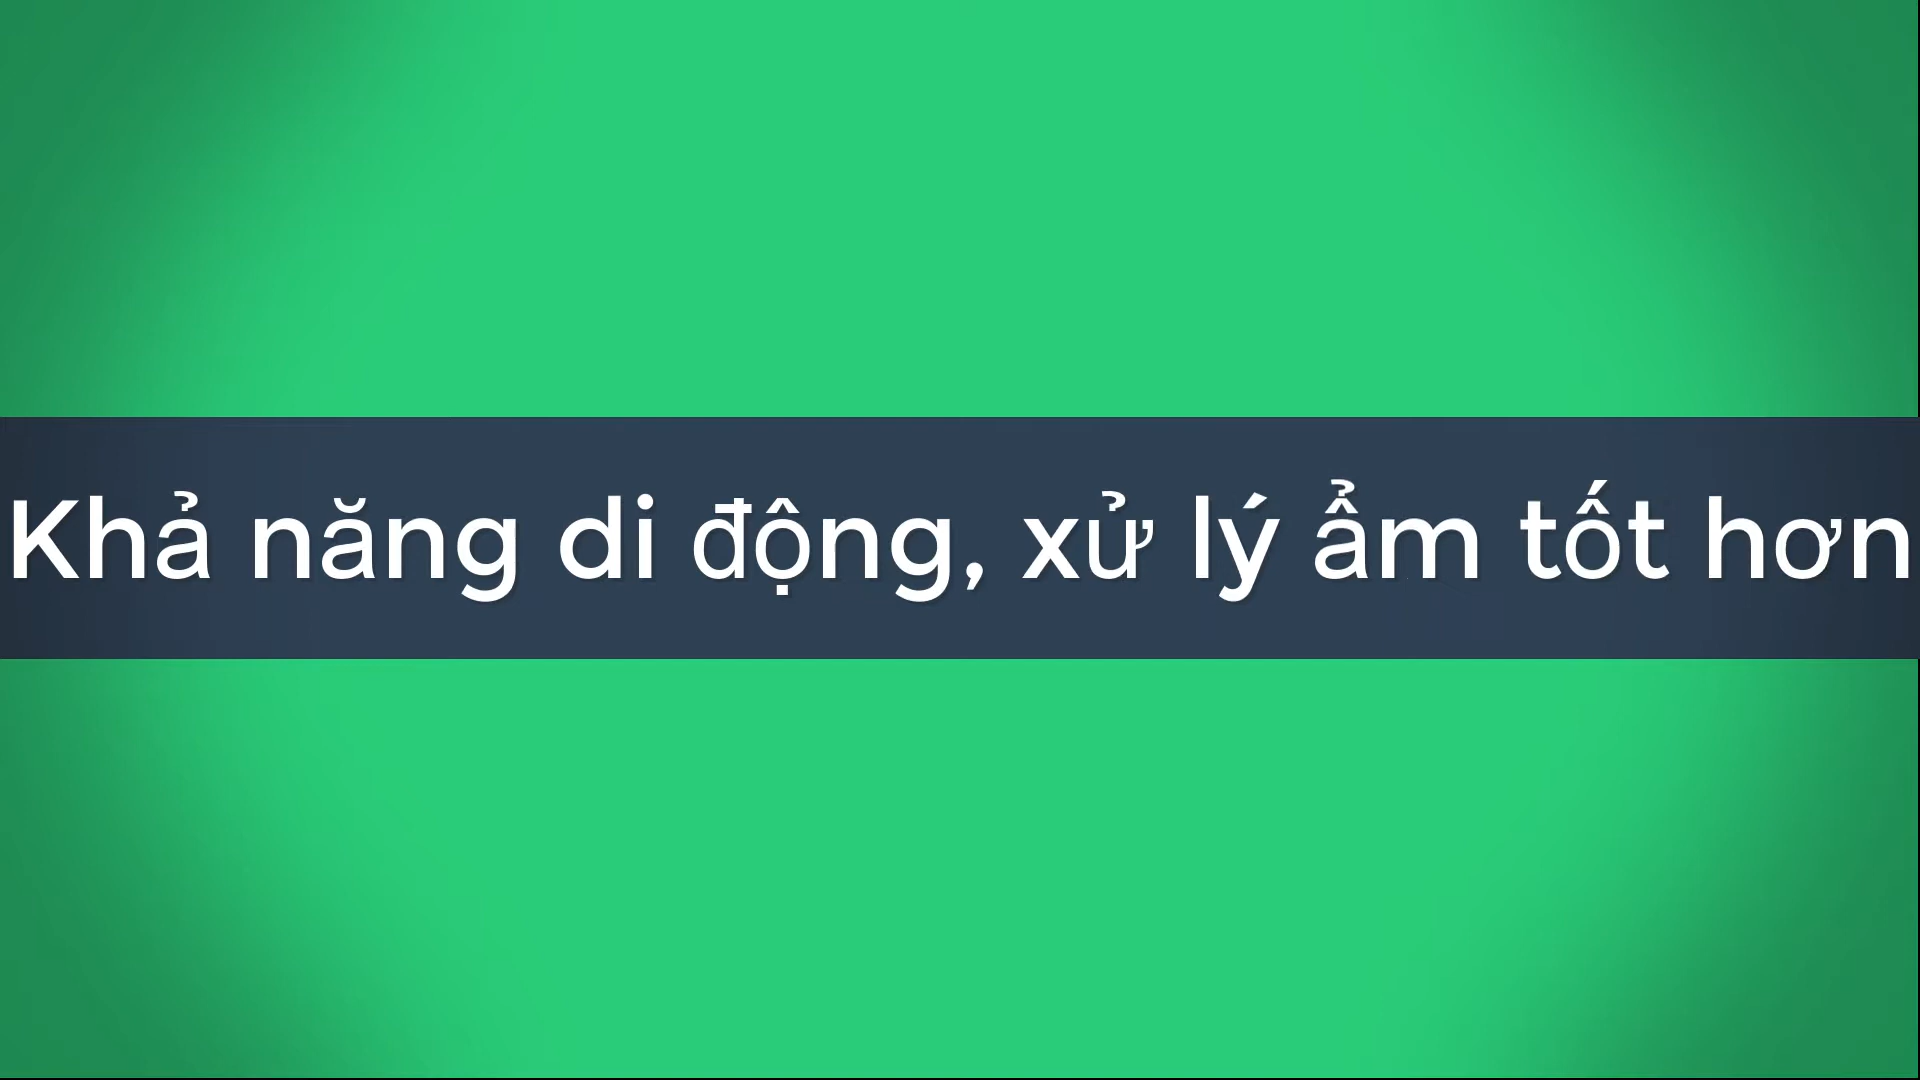 Khả năng di động, xử lý ẩm tốt hơn